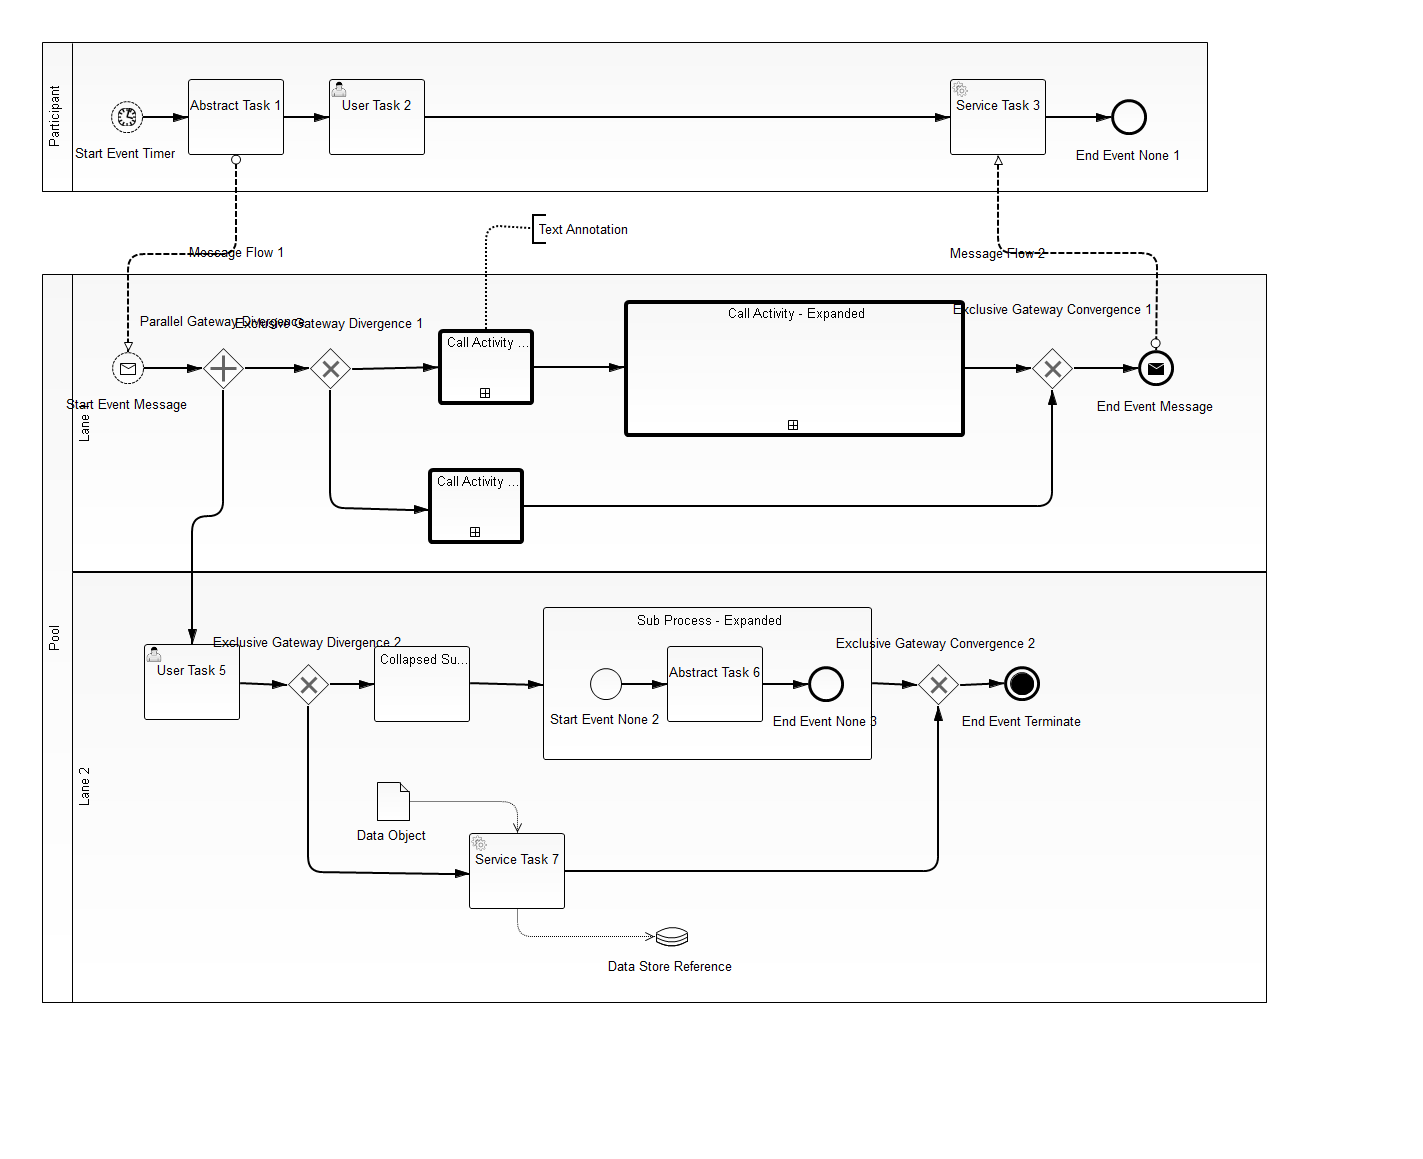 Participant
Abstract Task 1
User Task 2
Service Task 3
Start Event Timer
End Event None 1
Text Annotation
Message Flow 1
Message Flow 2
Pool
Lane 1
Parallel Gateway Divergence
Exclusive Gateway Divergence 1
Call Activity ...
Call Activity - Expanded
Exclusive Gateway Convergence 1
Start Event Message
End Event Message
Call Activity ...
Lane 2
User Task 5
Exclusive Gateway Divergence 2
Collapsed Su...
Sub Process - Expanded
Start Event None 2
Abstract Task 6
End Event None 3
Exclusive Gateway Convergence 2
End Event Terminate
Data Object
Service Task 7
Data Store Reference